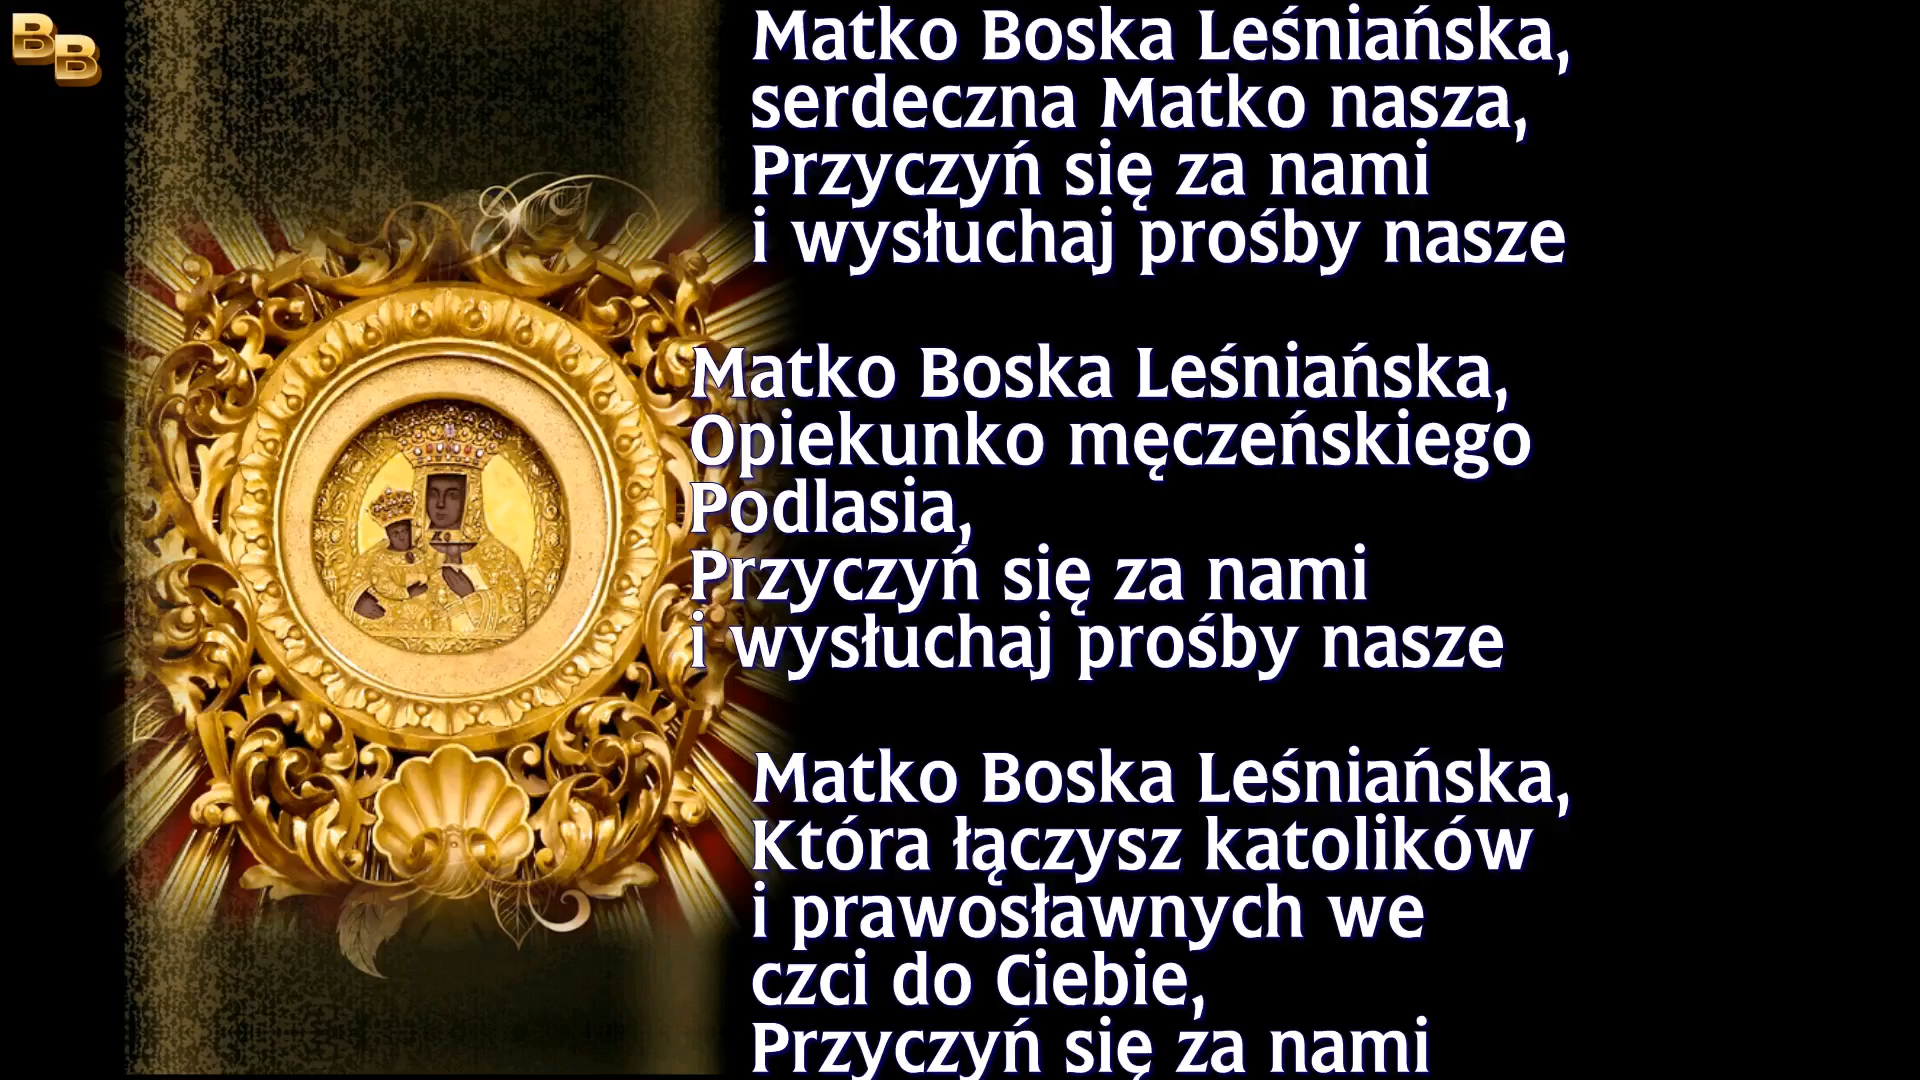 BB
Matko Boska Leśniańska,
serdeczna Matko nasza,
Przyczyń się za nami
i wysłuchaj prośby nasze
Matko Boska Leśniańska,
Opiekunko męczeńskiego
Podlasia,
Przyczyń się za nami
i wysłuchaj prośby nasze
Matko Boska Leśniańska,
Która łączysz katolików
i prawosławnych we
czci do Ciebie,
Przyczyń się za nami